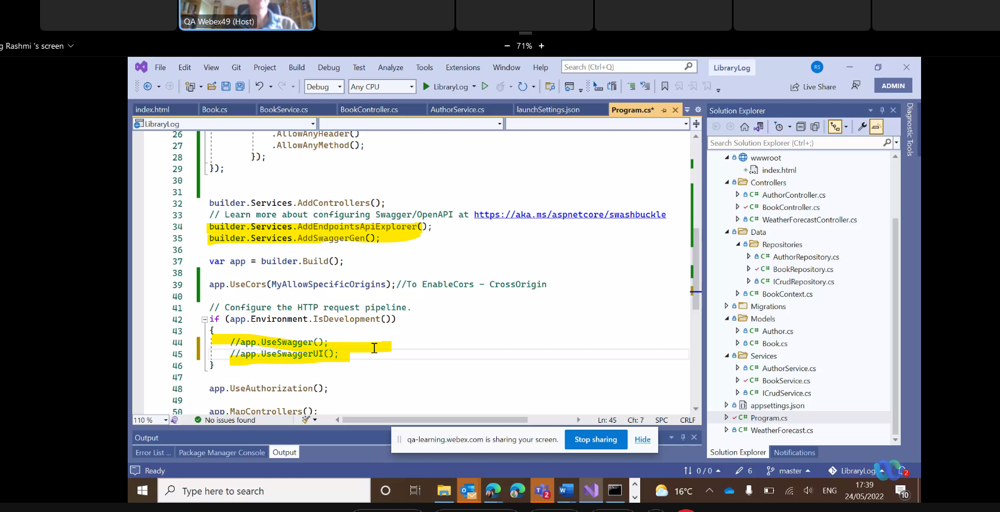 QA Webex49 (Host)
g Rashmi 's screen
− 71% +
File Edit View Git Project Build Debug Test Analyze Tools Extensions Window Help Search (Ctrl+Q) LibraryLog RS
Debug Any CPU LibraryLog Live Share ADMIN
index.html Book.cs BookService.cs BookController.cs AuthorService.cs launchSettings.json Program.cs*
LibraryLog
26 .AllowAnyHeader()
27 .AllowAnyMethod();
28 });
29 });
30
31
32 builder.Services.AddControllers();
33 // Learn more about configuring Swagger/OpenAPI at https://aka.ms/aspnetcore/swashbuckle
34 builder.Services.AddEndpointsApiExplorer();
35 builder.Services.AddSwaggerGen();
36
37 var app = builder.Build();
38
39 app.UseCors(MyAllowSpecificOrigins);//To EnableCors - CrossOrigin
40
41 // Configure the HTTP request pipeline.
42 if (app.Environment.IsDevelopment())
43 {
44 //app.UseSwagger();
45 //app.UseSwaggerUI();
46 }
47
48 app.UseAuthorization();
49
50 app.MapControllers();
110 % No issues found Ln: 45 Ch: 7 SPC CRLF
Output
Error List ... Package Manager Console Output
qa-learning.webex.com is sharing your screen. Stop sharing Hide
Solution Explorer
Search Solution Explorer (Ctrl+;)
wwwroot
index.html
Controllers
C# AuthorController.cs
C# BookController.cs
C# WeatherForecastController.cs
Data
Repositories
C# AuthorRepository.cs
C# BookRepository.cs
C# ICrudRepository.cs
C# BookContext.cs
Migrations
Models
C# Author.cs
C# Book.cs
Services
C# AuthorService.cs
C# BookService.cs
C# ICrudService.cs
appsettings.json
C# Program.cs
C# WeatherForecast.cs
Solution Explorer Notifications
Diagnostic Tools
Ready 0 / 0 6 master LibraryLog 2
Type here to search 2 16°C ENG 17:39
24/05/2022 10